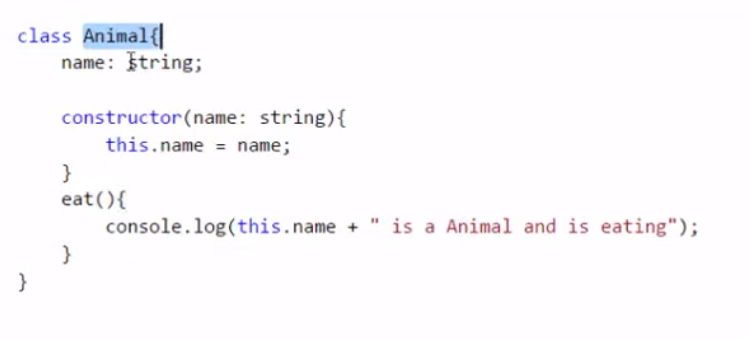 class Animal{
name: string;
constructor(name: string){
this.name = name;
}
eat(){
console.log(this.name + " is a Animal and is eating");
}
}